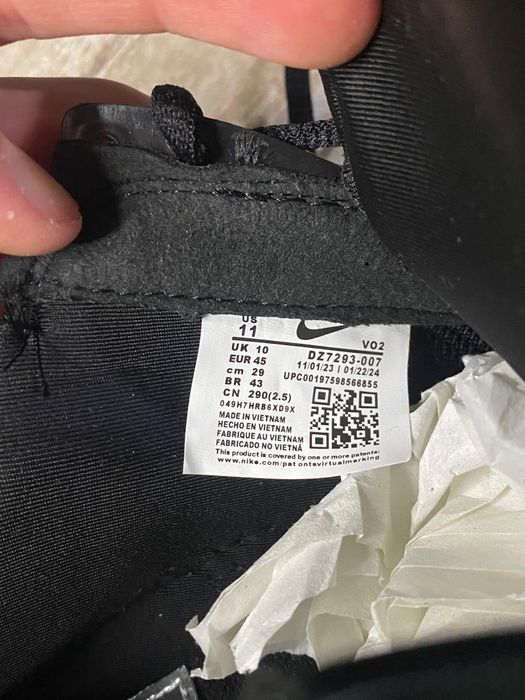 US
11
VO2
UK 10
DZ7293-007
EUR 45
11/01/23 | 01/22/24
cm 29
UPC00197598566855
BR 43
CN 290(2.5)
049H7HRB6XD9X
MADE IN VIETNAM
HECHO EN VIETNAM
FABRIQUE AU VIETNAM
FABRICADO NO VIETNÃ
This product is covered by one or more patents:
www.nike.com/patentsvirtualmarking